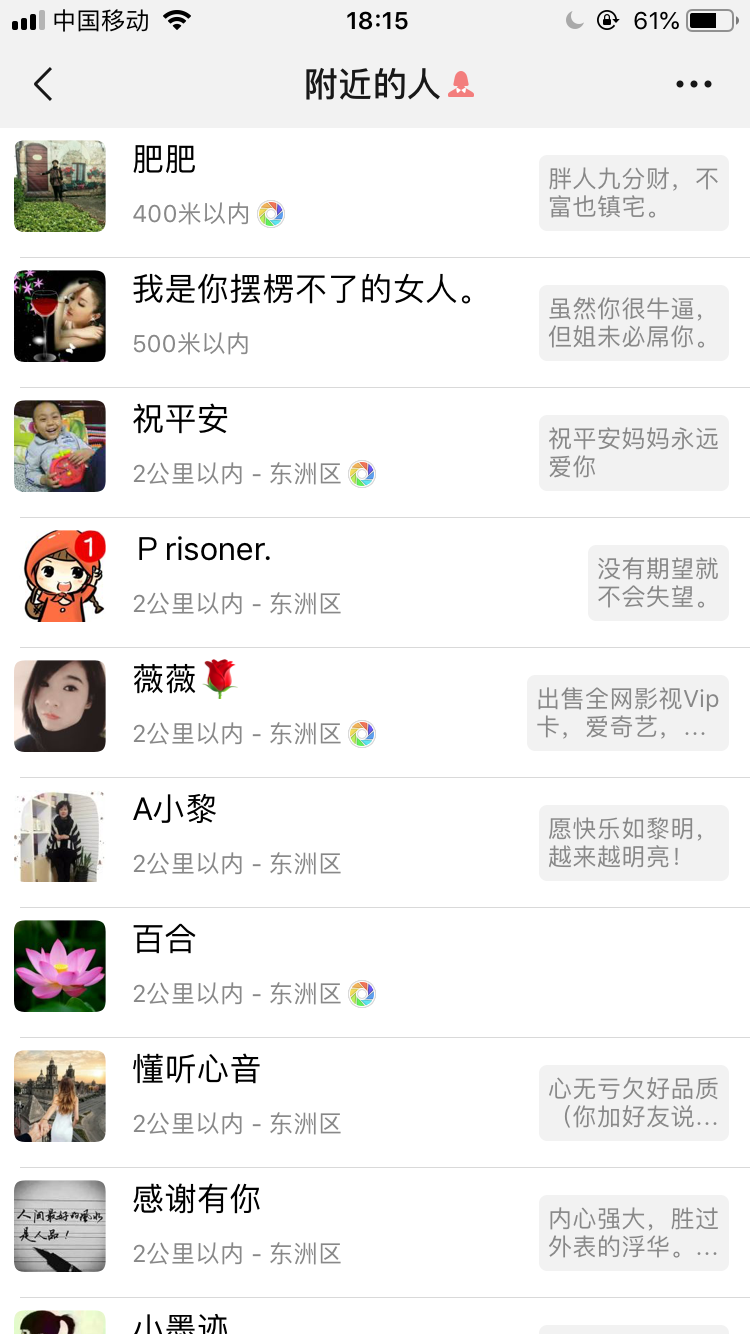 中国移动
18:15
61%
附近的人
肥肥
400米以内
胖人九分财，不
富也镇宅。
我是你摆楞不了的女人。
500米以内
虽然你很牛逼，
但姐未必屌你。
祝平安
2公里以内 - 东洲区
祝平安妈妈永远
爱你
1
Ｐrisoner.
2公里以内 - 东洲区
没有期望就
不会失望。
薇薇🌹
2公里以内 - 东洲区
出售全网影视Vip
卡，爱奇艺，...
A小黎
2公里以内 - 东洲区
愿快乐如黎明，
越来越明亮！
百合
2公里以内 - 东洲区
懂听心音
2公里以内 - 东洲区
心无亏欠好品质
（你加好友说...
人间最好的风水
是人品！
感谢有你
2公里以内 - 东洲区
内心强大，胜过
外表的浮华。...
小墨迹